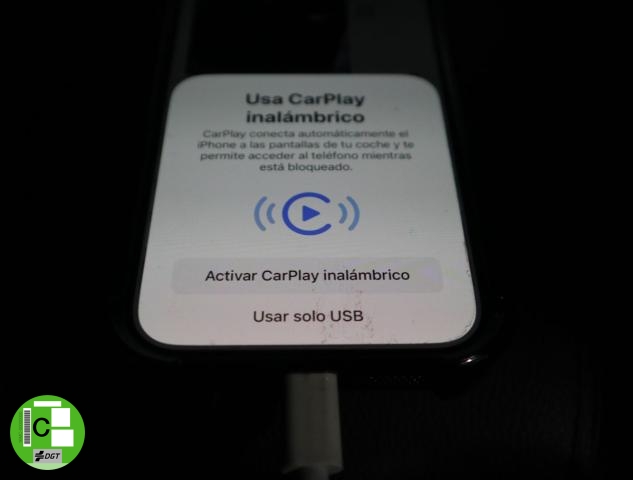 Usa CarPlay
inalámbrico
CarPlay conecta automáticamente el
iPhone a las pantallas de tu coche y te
permite acceder al teléfono mientras
está bloqueado.
Activar CarPlay inalámbrico
Usar solo USB
C
DGT